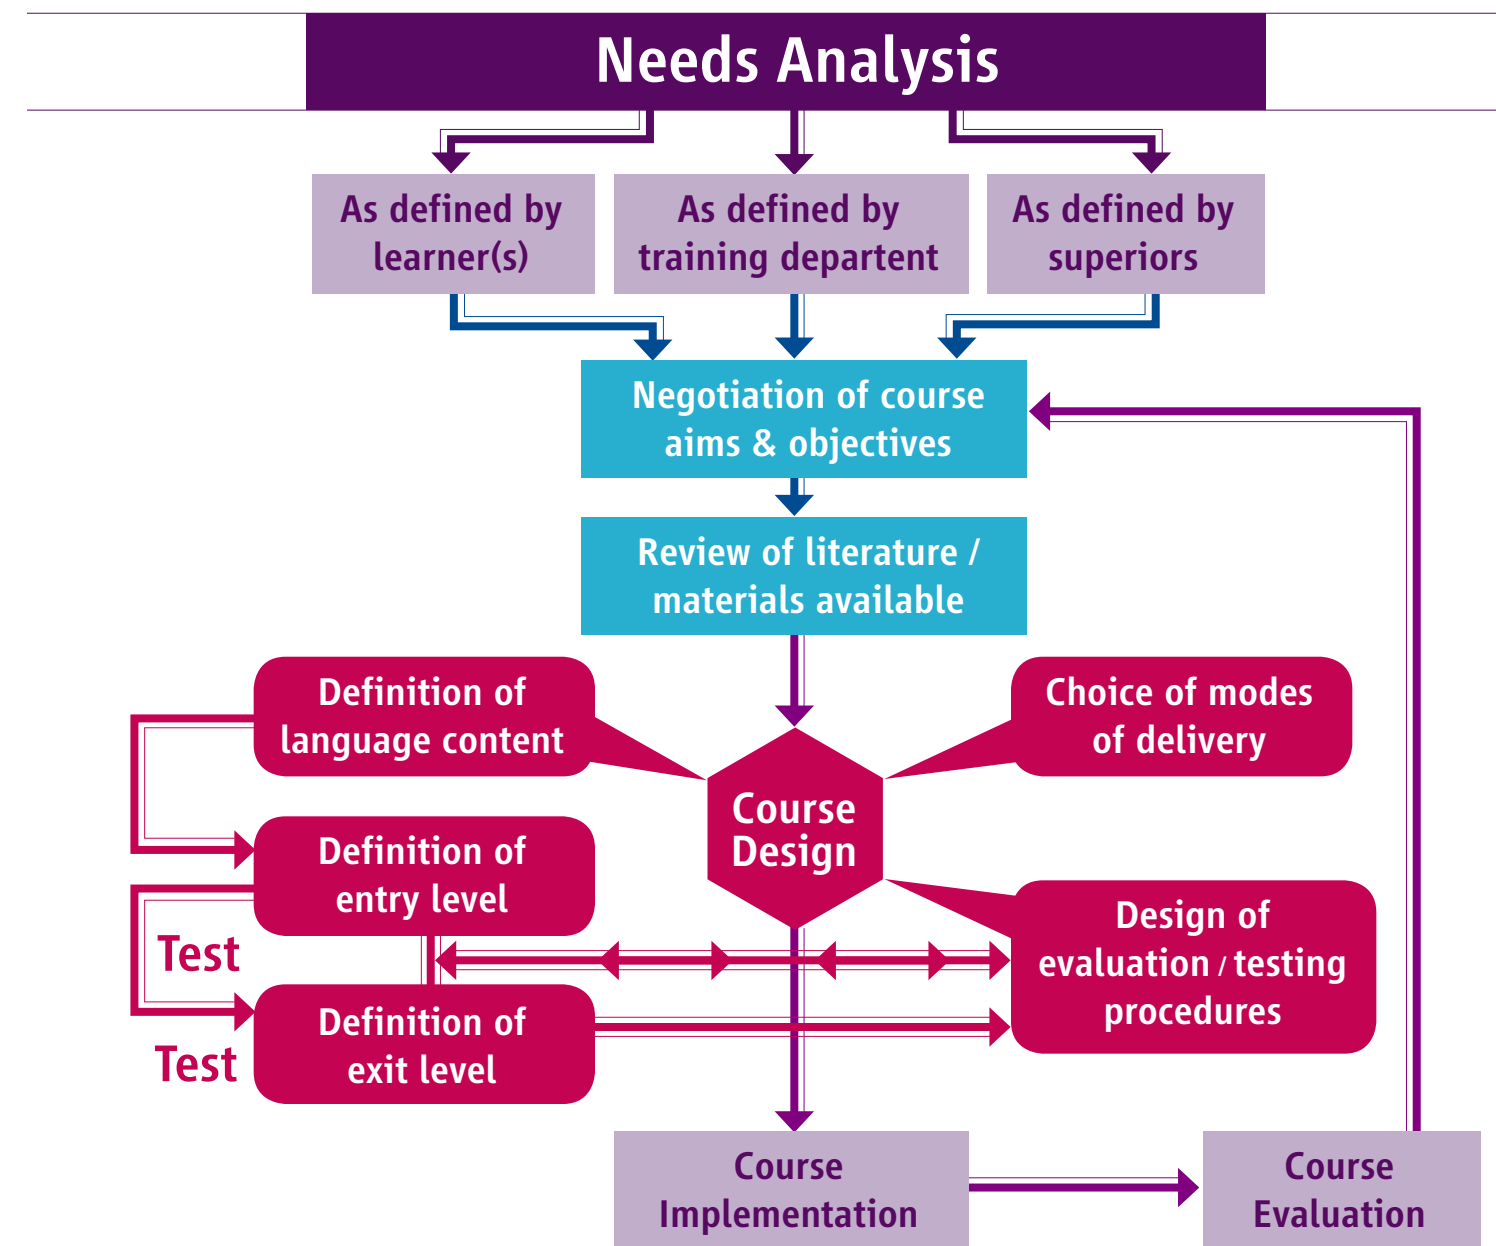 Needs Analysis
As defined by
learner(s)
As defined by
training departent
As defined by
superiors
Negotiation of course
aims & objectives
Review of literature /
materials available
Definition of
language content
Choice of modes
of delivery
Course
Design
Definition of
entry level
Test
Design of
evaluation / testing
procedures
Definition of
exit level
Test
Course
Implementation
Course
Evaluation